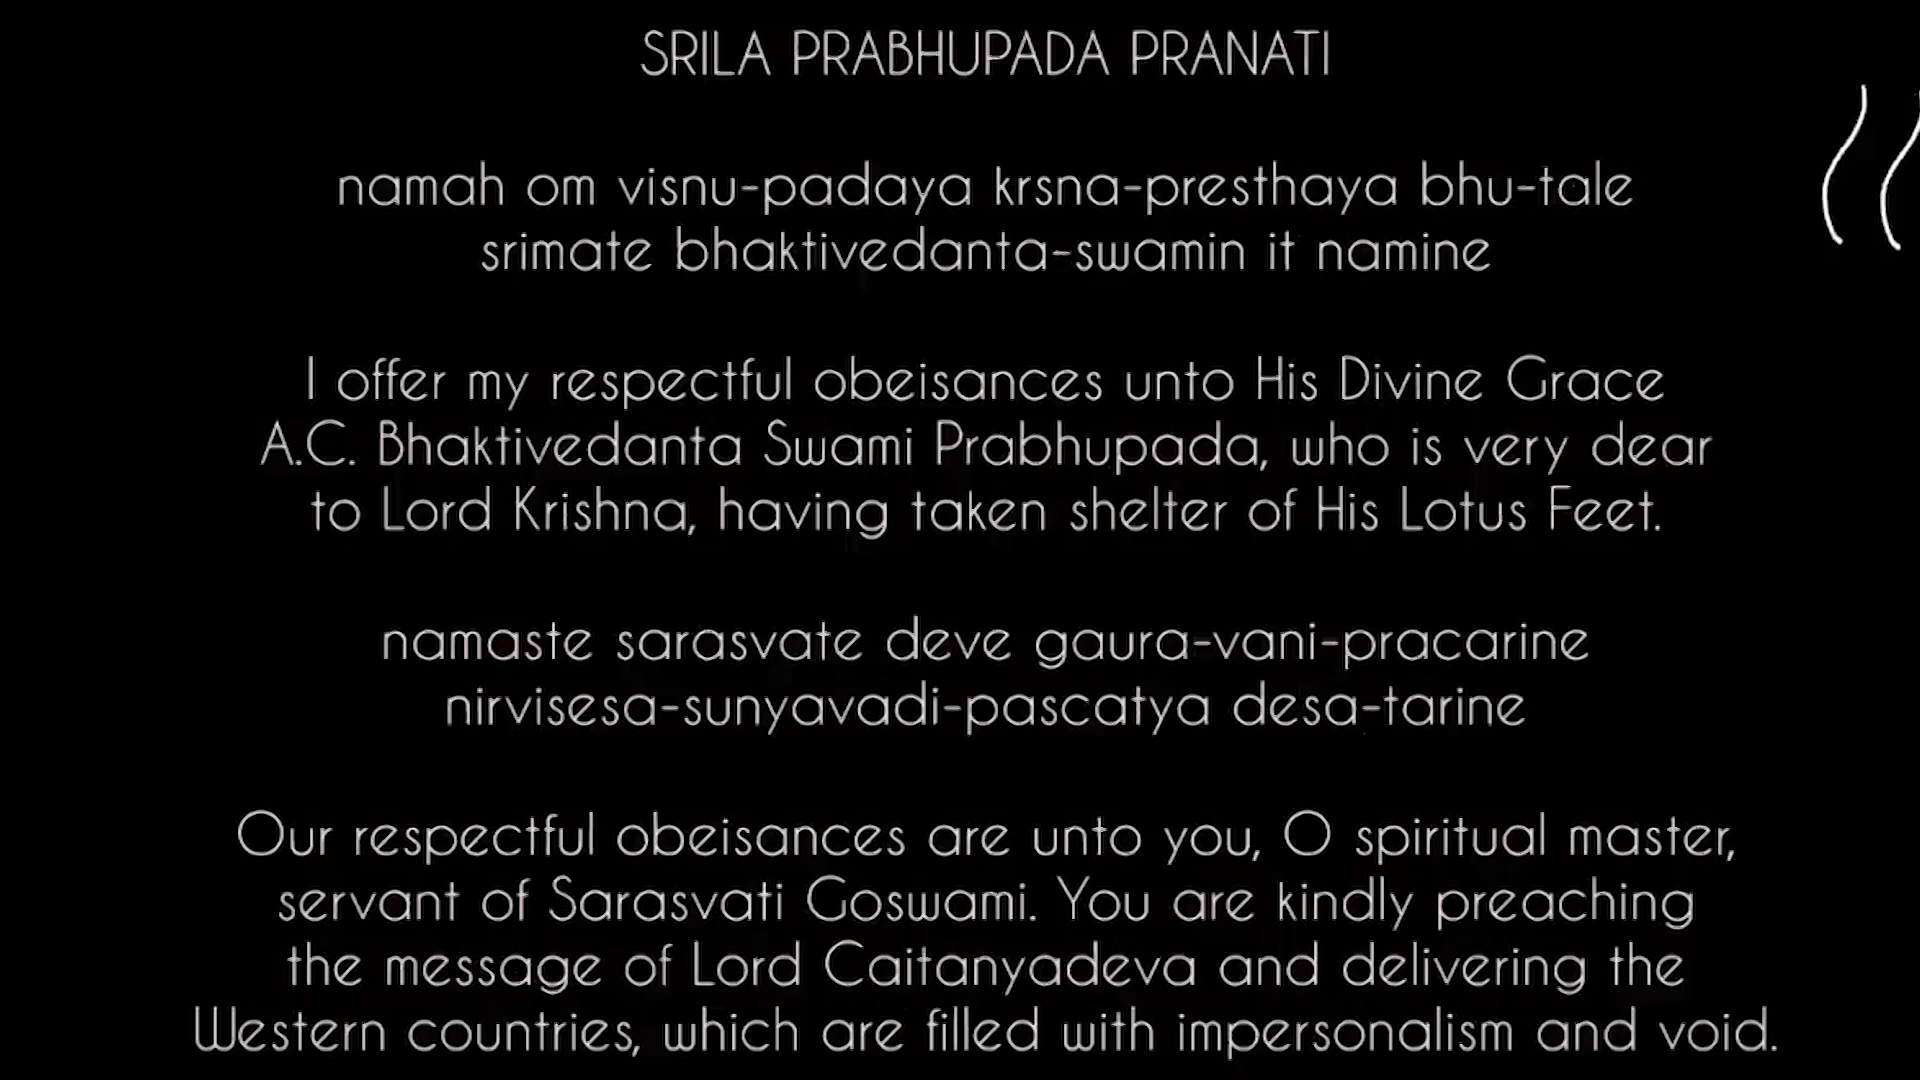 SRILA PRABHUPADA PRANATI
namah om visnu-padaya krsna-presthaya bhu-tale
srimate bhaktivedanta-swamin it namine
I offer my respectful obeisances unto His Divine Grace
A.C. Bhaktivedanta Swami Prabhupada, who is very dear
to Lord Krishna, having taken shelter of His Lotus Feet.
namaste sarasvate deve gaura-vani-pracarine
nirvisesa-sunyavadi-pascatya desa-tarine
Our respectful obeisances are unto you, O spiritual master,
servant of Sarasvati Goswami. You are kindly preaching
the message of Lord Caitanyadeva and delivering the
Western countries, which are filled with impersonalism and void.